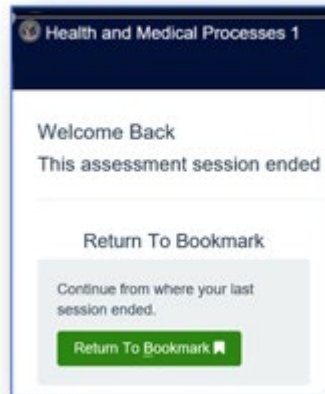 Health and Medical Processes 1
Welcome Back
This assessment session ended
Return To Bookmark
Continue from where your last
session ended.
Return To Bookmark